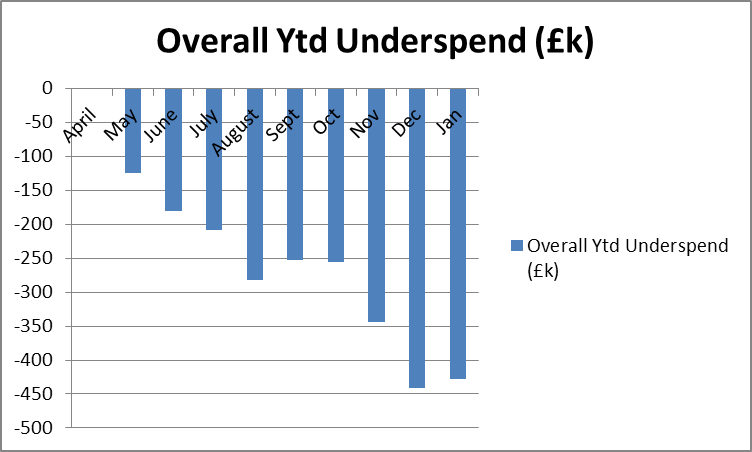 Overall Ytd Underspend (£k)
0
-50
-100
-150
-200
-250
-300
-350
-400
-450
-500
April
May
June
July
August
Sept
Oct
Nov
Dec
Jan
Overall Ytd Underspend
(£k)